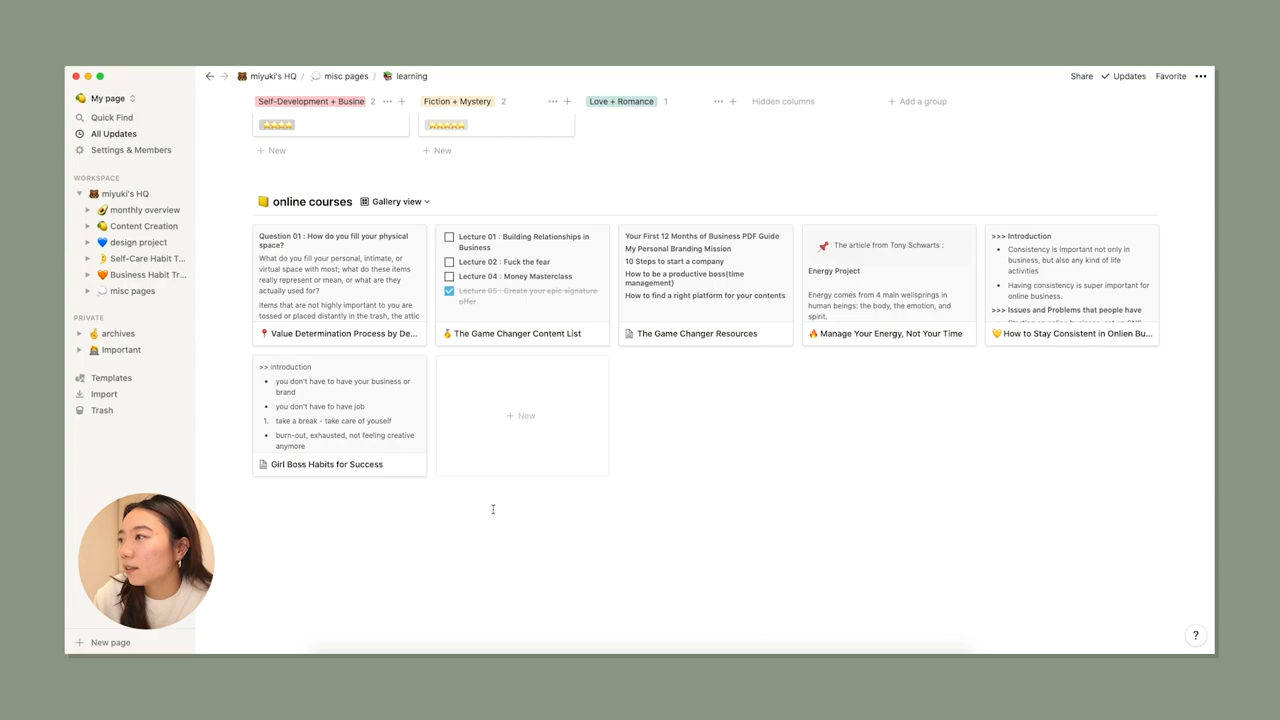 miyuki's HQ / misc pages / learning
Share Updates Favorite
My page
Quick Find
All Updates
Settings & Members
WORKSPACE
miyuki's HQ
monthly overview
Content Creation
design project
Self-Care Habit T...
Business Habit Tr...
misc pages
PRIVATE
archives
Important
Templates
Import
Trash
New page
Self-Development + Busine 2
Fiction + Mystery 2
Love + Romance 1
Hidden columns
+ Add a group
+ New
+ New
online courses
Gallery view
Question 01 : How do you fill your physical
space?
What do you fill your personal, intimate, or
virtual space with most; what do these items
really represent or mean, or what are they
actually used for?
Items that are not highly important to you are
tossed or placed distantly in the trash, the attic
Value Determination Process by De...
Lecture 01 : Building Relationships in
Business
Lecture 02 : Fuck the fear
Lecture 04 : Money Masterclass
Lecture 05 : Create your epic signature
offer
The Game Changer Content List
Your First 12 Months of Business PDF Guide
My Personal Branding Mission
10 Steps to start a company
How to be a productive boss(time
management)
How to find a right platform for your contents
The Game Changer Resources
The article from Tony Schwarts :
Energy Project
Energy comes from 4 main wellsprings in
human beings: the body, the emotion, and
spirit.
Manage Your Energy, Not Your Time
>>> Introduction
Consistency is important not only in
business, but also any kind of life
activities
Having consistency is super important for
online business.
>>> Issues and Problems that people have
How to Stay Consistent in Onlien Bu...
>> introduction
you don't have to have your business or
brand
you don't have to have job
1. take a break - take care of youself
burn-out, exhausted, not feeling creative
anymore
Girl Boss Habits for Success
+ New
?